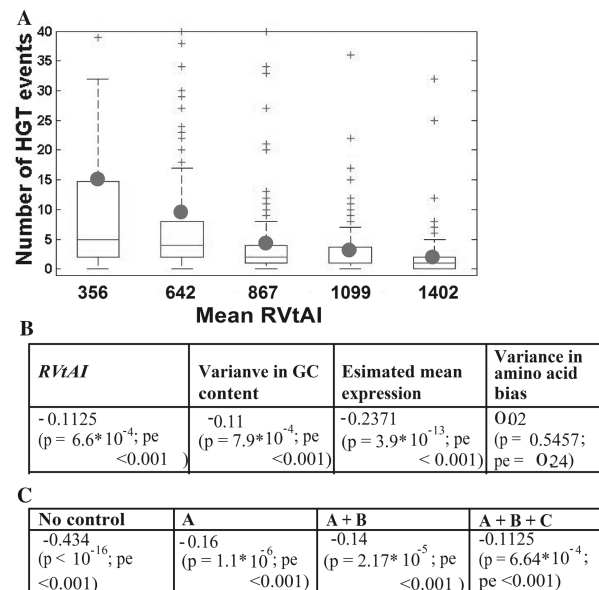 A
Number of HGT events
40
35
30
25
20
15
10
5
0
356 642 867 1099 1402
Mean RVtAI
B
RVtAI
Varianve in GC content
Esimated mean expression
Variance in amino acid bias
-0.1125
(p = 6.6* 10-4; pe <0.001 )
-0.11
(p = 7.9*10-4; pe <0.001)
-0.2371
(p = 3.9* 10-13; pe < 0.001)
O.02
(p = 0.5457; pe = O.24)
C
No control A A + B A + B + C
-0.434
(p < 10-16; pe <0.001)
-0.16
(p = 1.1* 10-6; pe <0.001)
-0.14
(p = 2.17* 10-5; pe <0.001 )
-0.1125
(p = 6.64*10-4; pe <0.001)